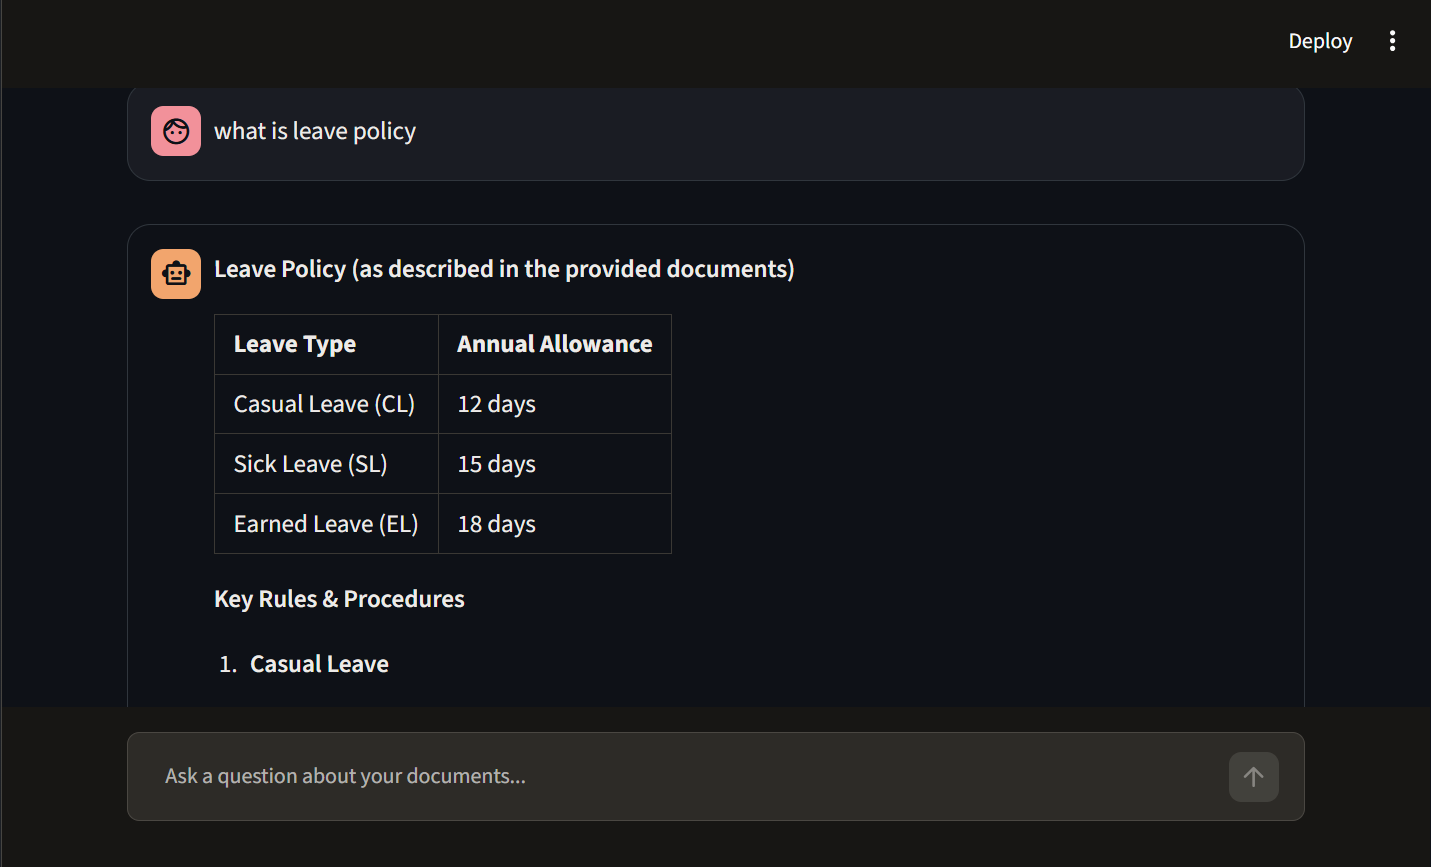 Deploy
what is leave policy
Leave Policy (as described in the provided documents)
Leave Type Annual Allowance
Casual Leave (CL) 12 days
Sick Leave (SL) 15 days
Earned Leave (EL) 18 days
Key Rules & Procedures
1. Casual Leave
Ask a question about your documents...